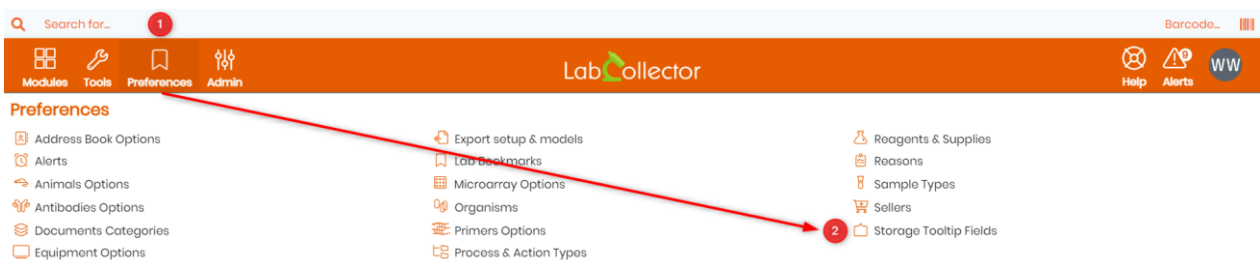 Search for... 1 Barcode...
Modules Tools Preferences Admin LabCollector Help 9 Alerts WW
Preferences
Address Book Options Export setup & models Reagents & Supplies
Alerts Lab Bookmarks Reasons
Animals Options Microarray Options Sample Types
Antibodies Options Organisms Sellers
Documents Categories Primers Options 2 Storage Tooltip Fields
Equipment Options Process & Action Types